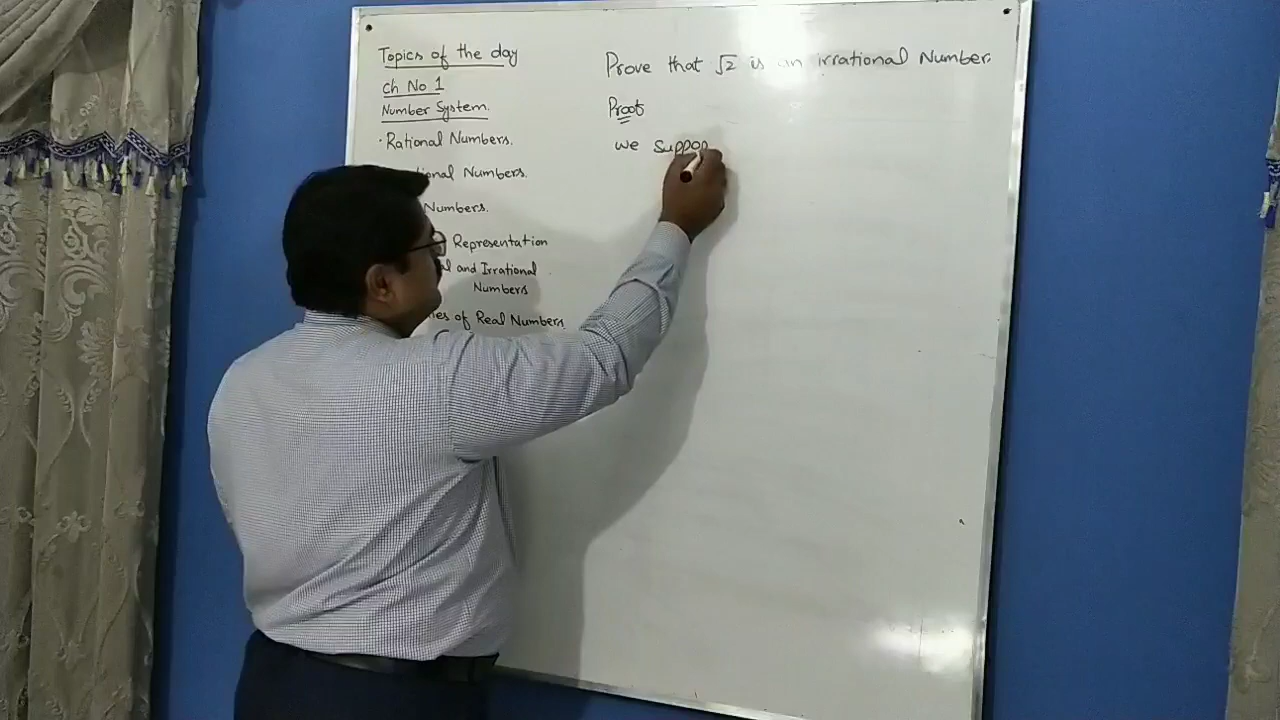 Topics of the day
Ch No 1
Number System.
· Rational Numbers.
Numbers.
Numbers.
Representation
and Irrational
Numbers
of Real Numbers
Prove that √2 is an irrational Number.
Proof
we suppo